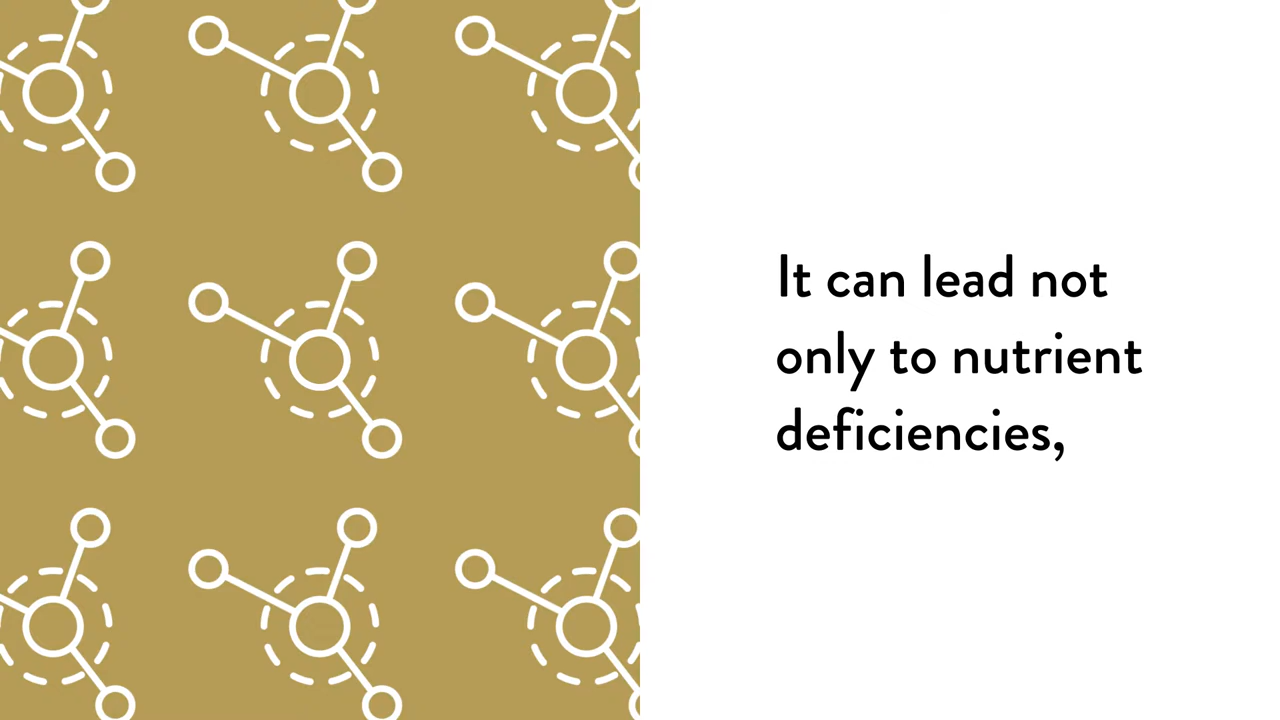 It can lead not
only to nutrient
deficiencies,